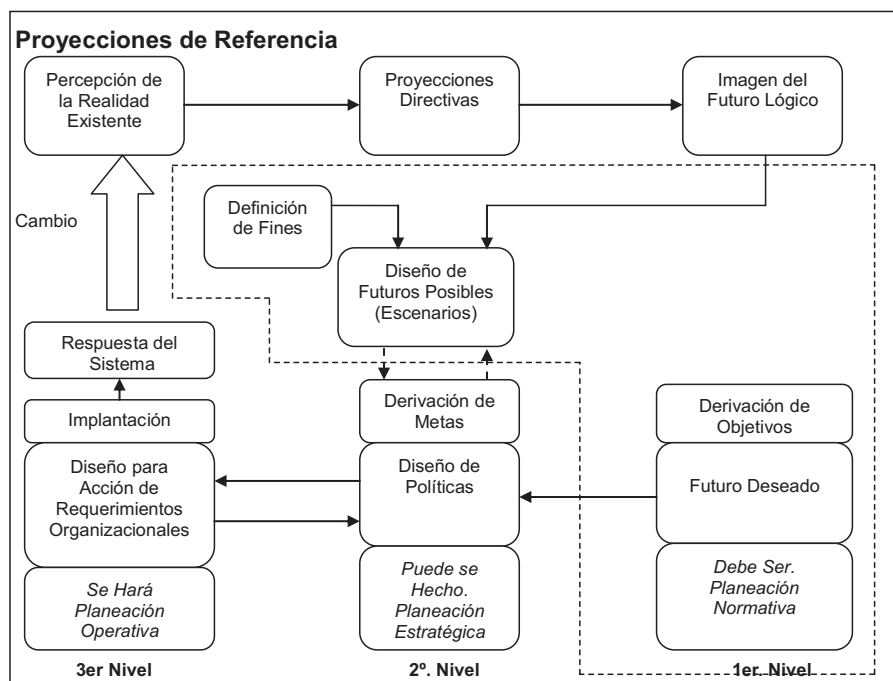 Proyecciones de Referencia
Percepción de
la Realidad
Existente
Proyecciones
Directivas
Imagen del
Futuro Lógico
Cambio
Definición
de Fines
Diseño de
Futuros Posibles
(Escenarios)
Respuesta del
Sistema
Implantación
Derivación de
Metas
Derivación de
Objetivos
Diseño para
Acción de
Requerimientos
Organizacionales
Diseño de
Políticas
Futuro Deseado
Se Hará
Planeación
Operativa
Puede se
Hecho.
Planeación
Estratégica
Debe Ser.
Planeación
Normativa
3er Nivel
2º. Nivel
1er. Nivel